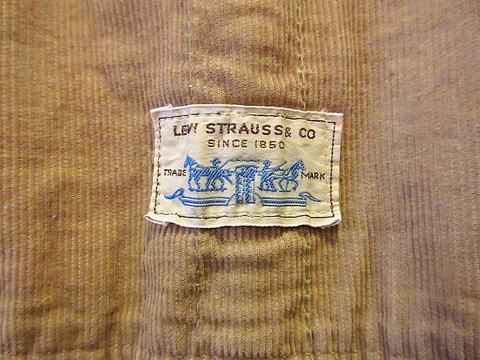 LEVI STRAUSS & CO
SINCE 1850
TRADE MARK